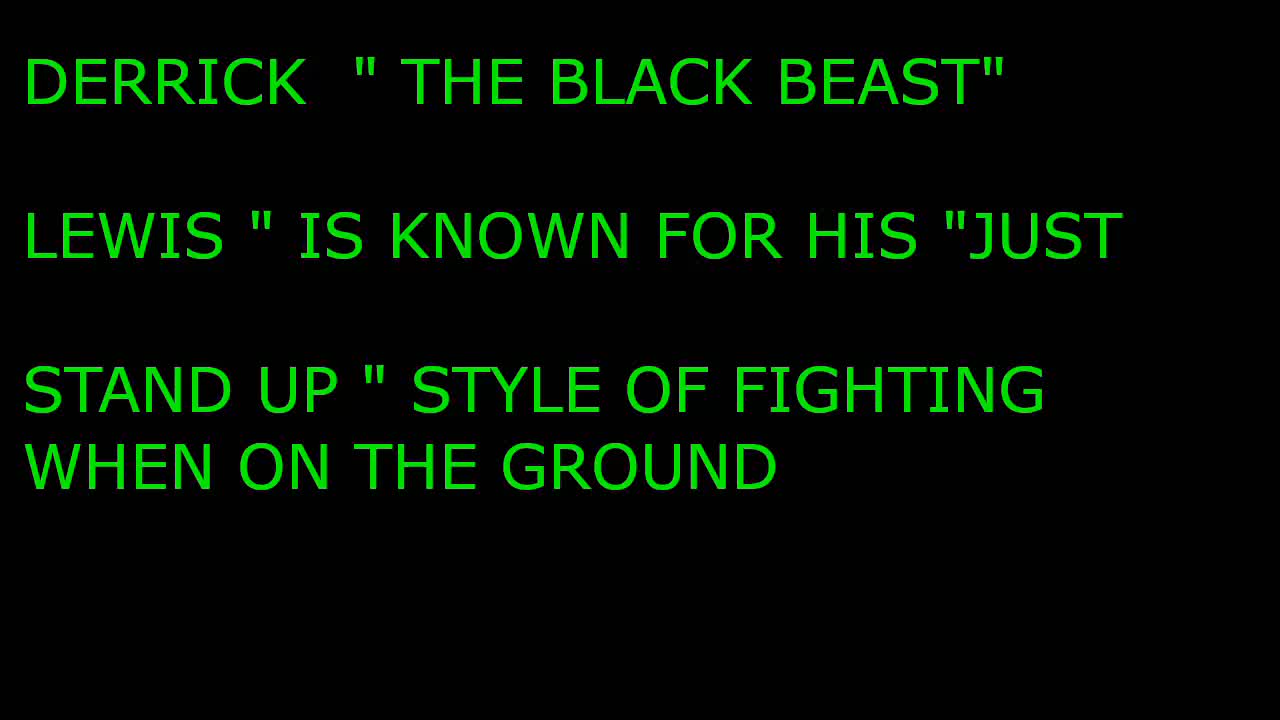 DERRICK  " THE BLACK BEAST"
LEWIS " IS KNOWN FOR HIS "JUST
STAND UP " STYLE OF FIGHTING
WHEN ON THE GROUND